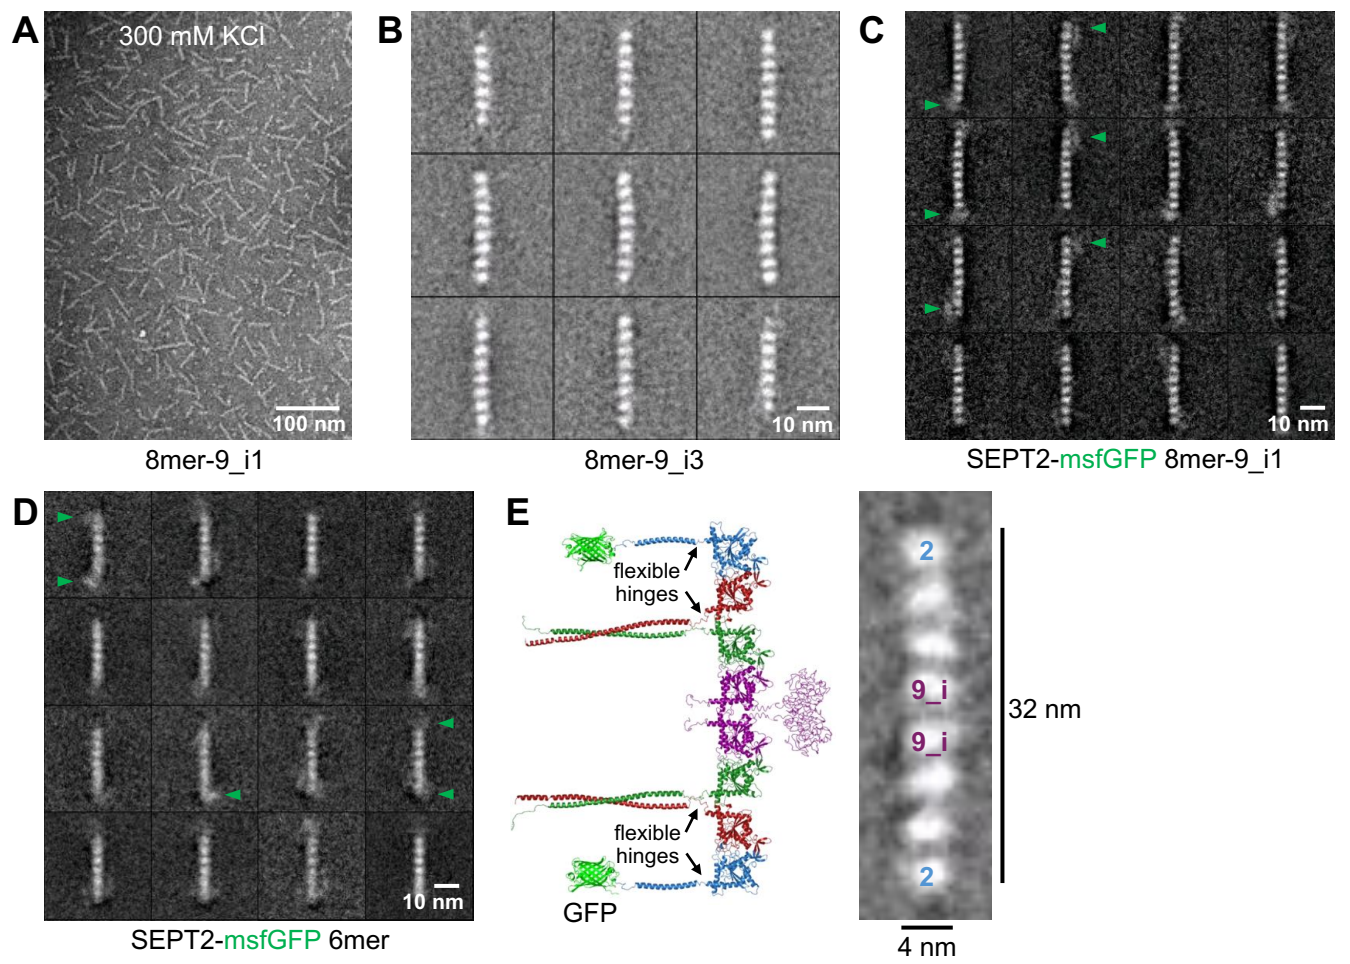 A
300 mM KCl
100 nm
8mer-9_i1
B
10 nm
8mer-9_i3
C
10 nm
SEPT2-msfGFP 8mer-9_i1
D
10 nm
SEPT2-msfGFP 6mer
E
flexible
hinges
flexible
hinges
GFP
2
9_i
9_i
2
32 nm
4 nm